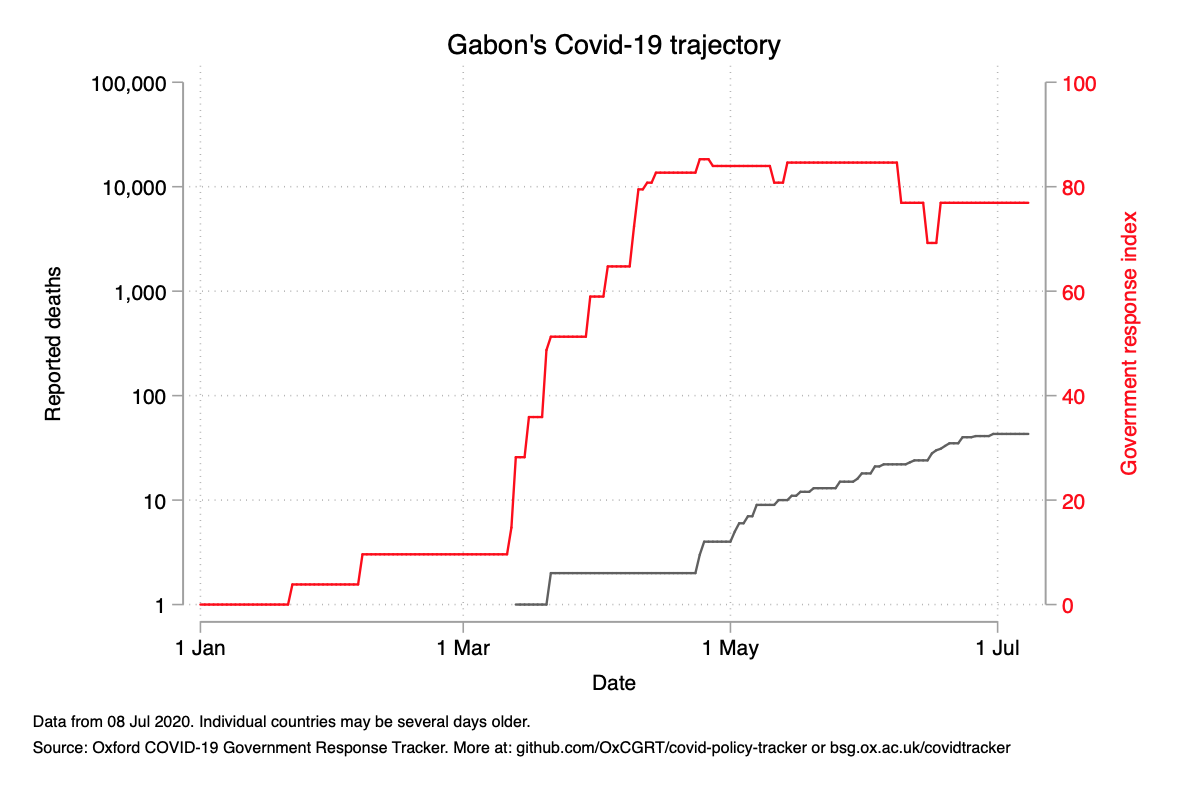 Gabon's Covid-19 trajectory
100,000
10,000
1,000
100
10
1
Reported deaths
100
80
60
40
20
0
Government response index
1 Jan
1 Mar
1 May
1 Jul
Date
Data from 08 Jul 2020. Individual countries may be several days older.
Source: Oxford COVID-19 Government Response Tracker. More at: github.com/OxCGRT/covid-policy-tracker or bsg.ox.ac.uk/covidtracker